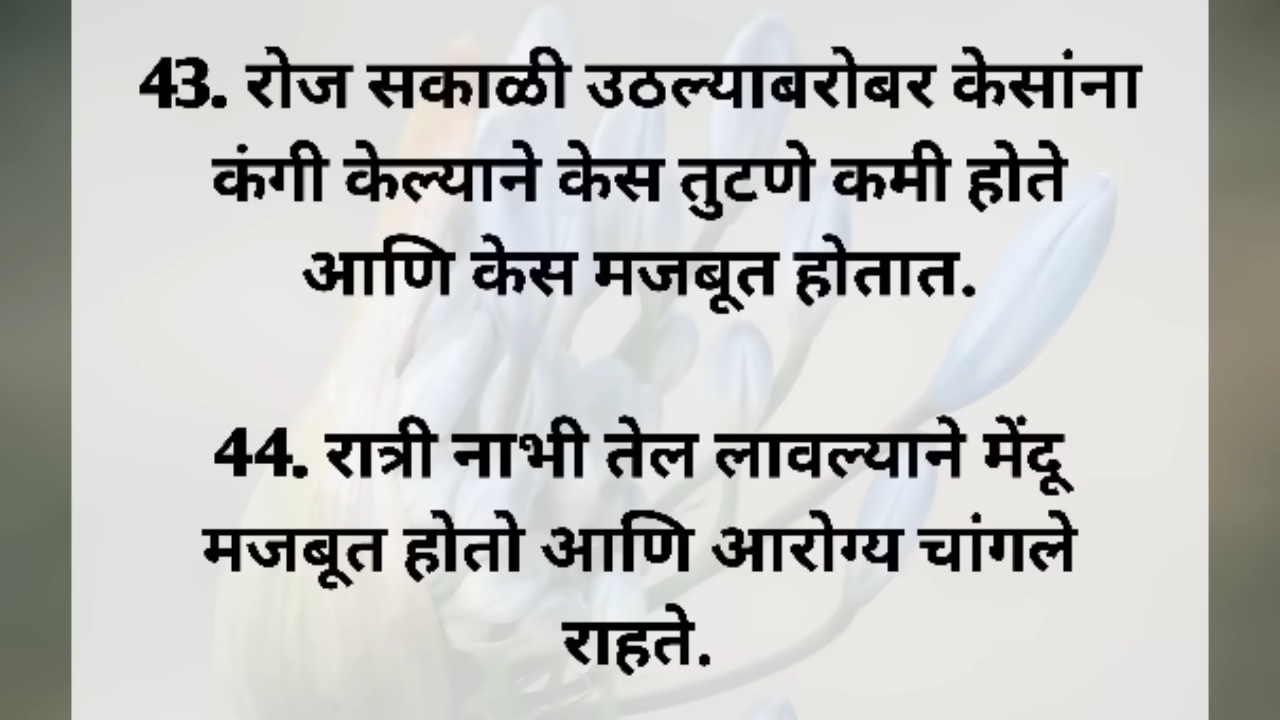 43. रोज सकाळी उठल्याबरोबर केसांना
कंगी केल्याने केस तुटणे कमी होते
आणि केस मजबूत होतात.
44. रात्री नाभी तेल लावल्याने मेंदू
मजबूत होतो आणि आरोग्य चांगले
राहते.